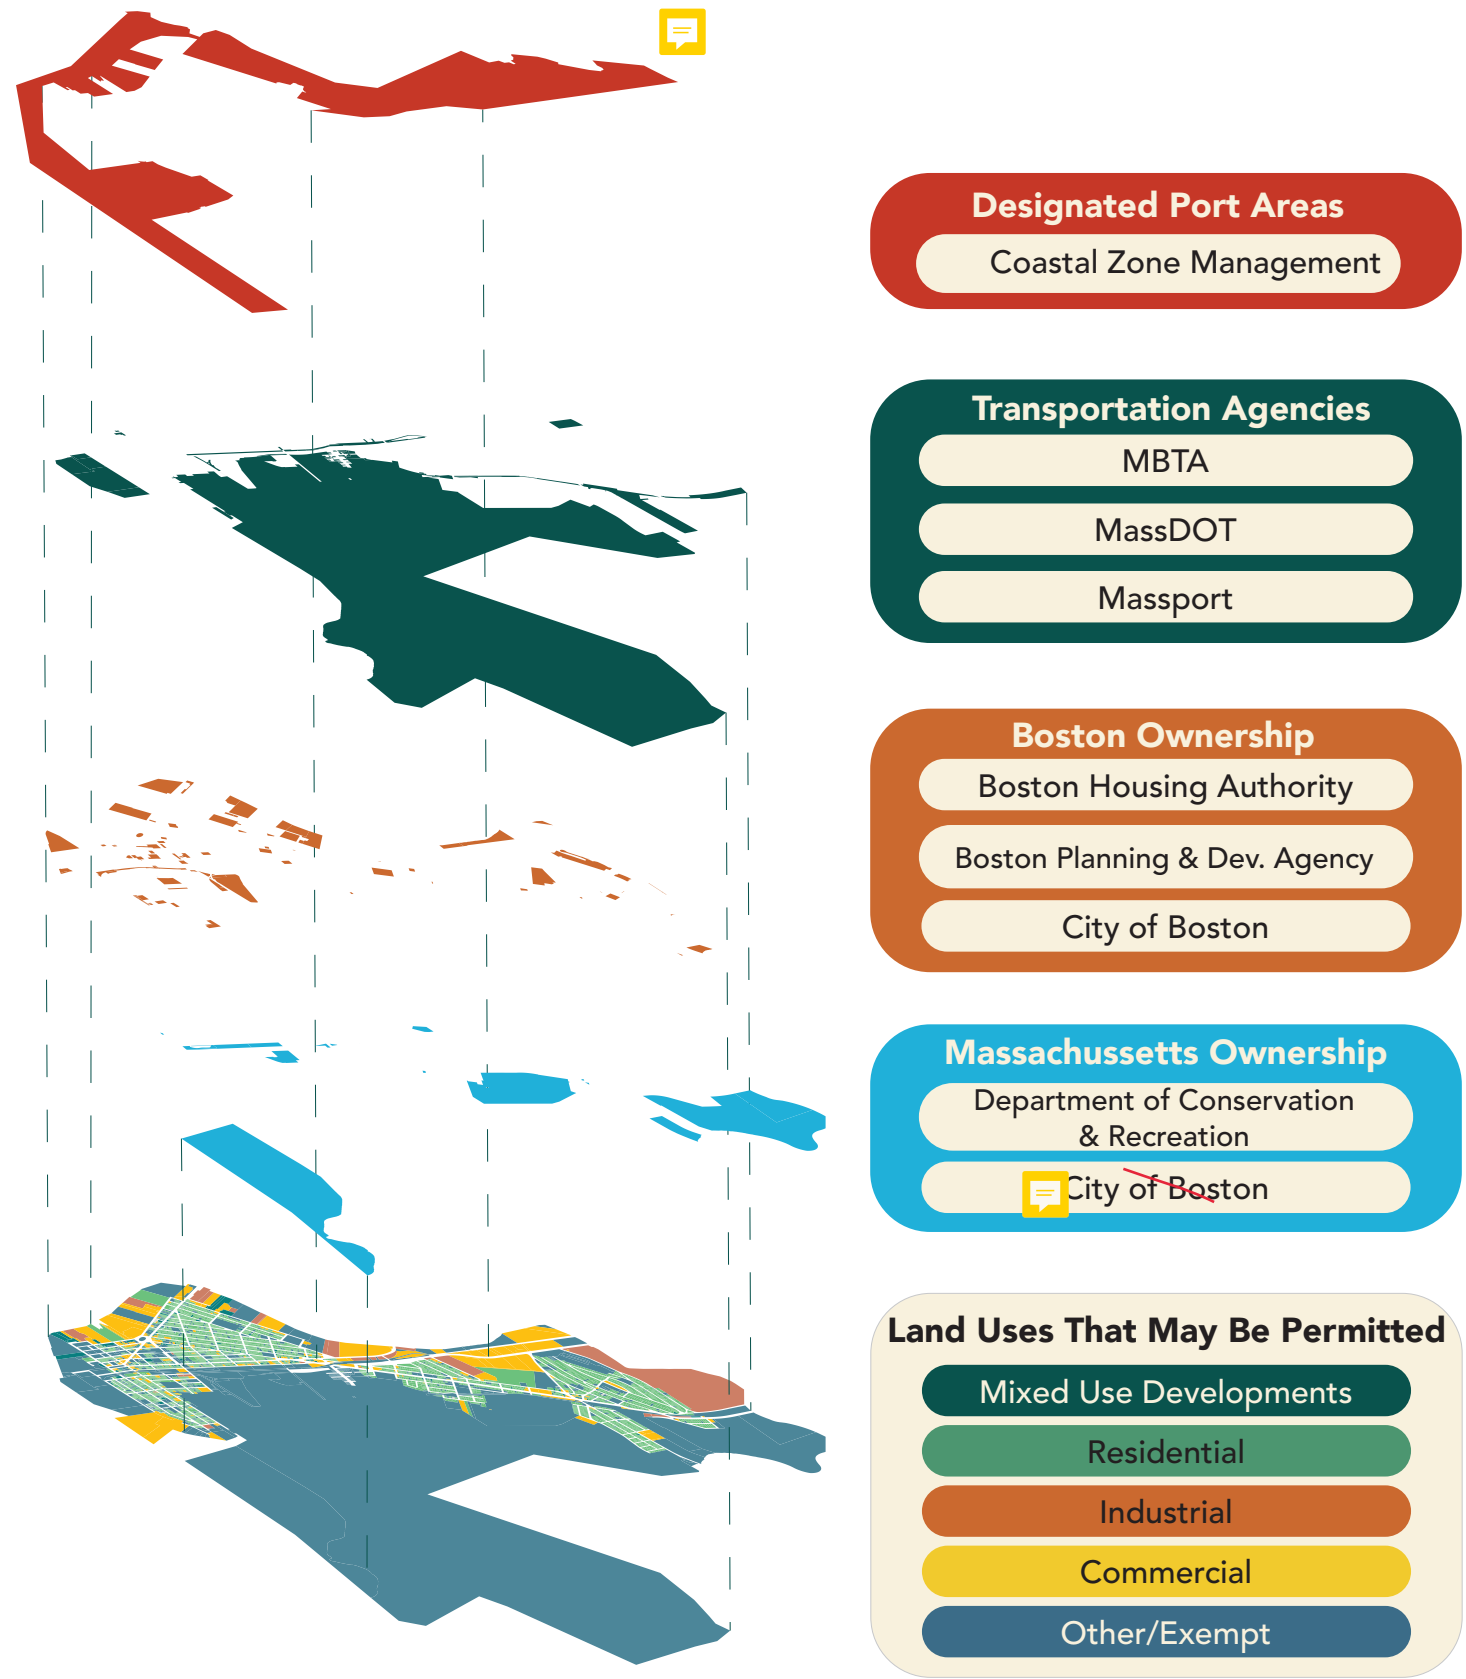 Designated Port Areas
Coastal Zone Management
Transportation Agencies
MBTA
MassDOT
Massport
Boston Ownership
Boston Housing Authority
Boston Planning & Dev. Agency
City of Boston
Massachussetts Ownership
Department of Conservation
& Recreation
City of Boston
Land Uses That May Be Permitted
Mixed Use Developments
Residential
Industrial
Commercial
Other/Exempt